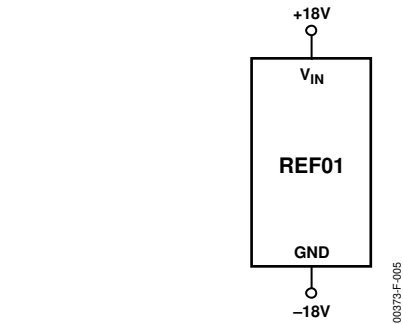 +18V
VIN
REF01
GND
–18V
00373-F-005